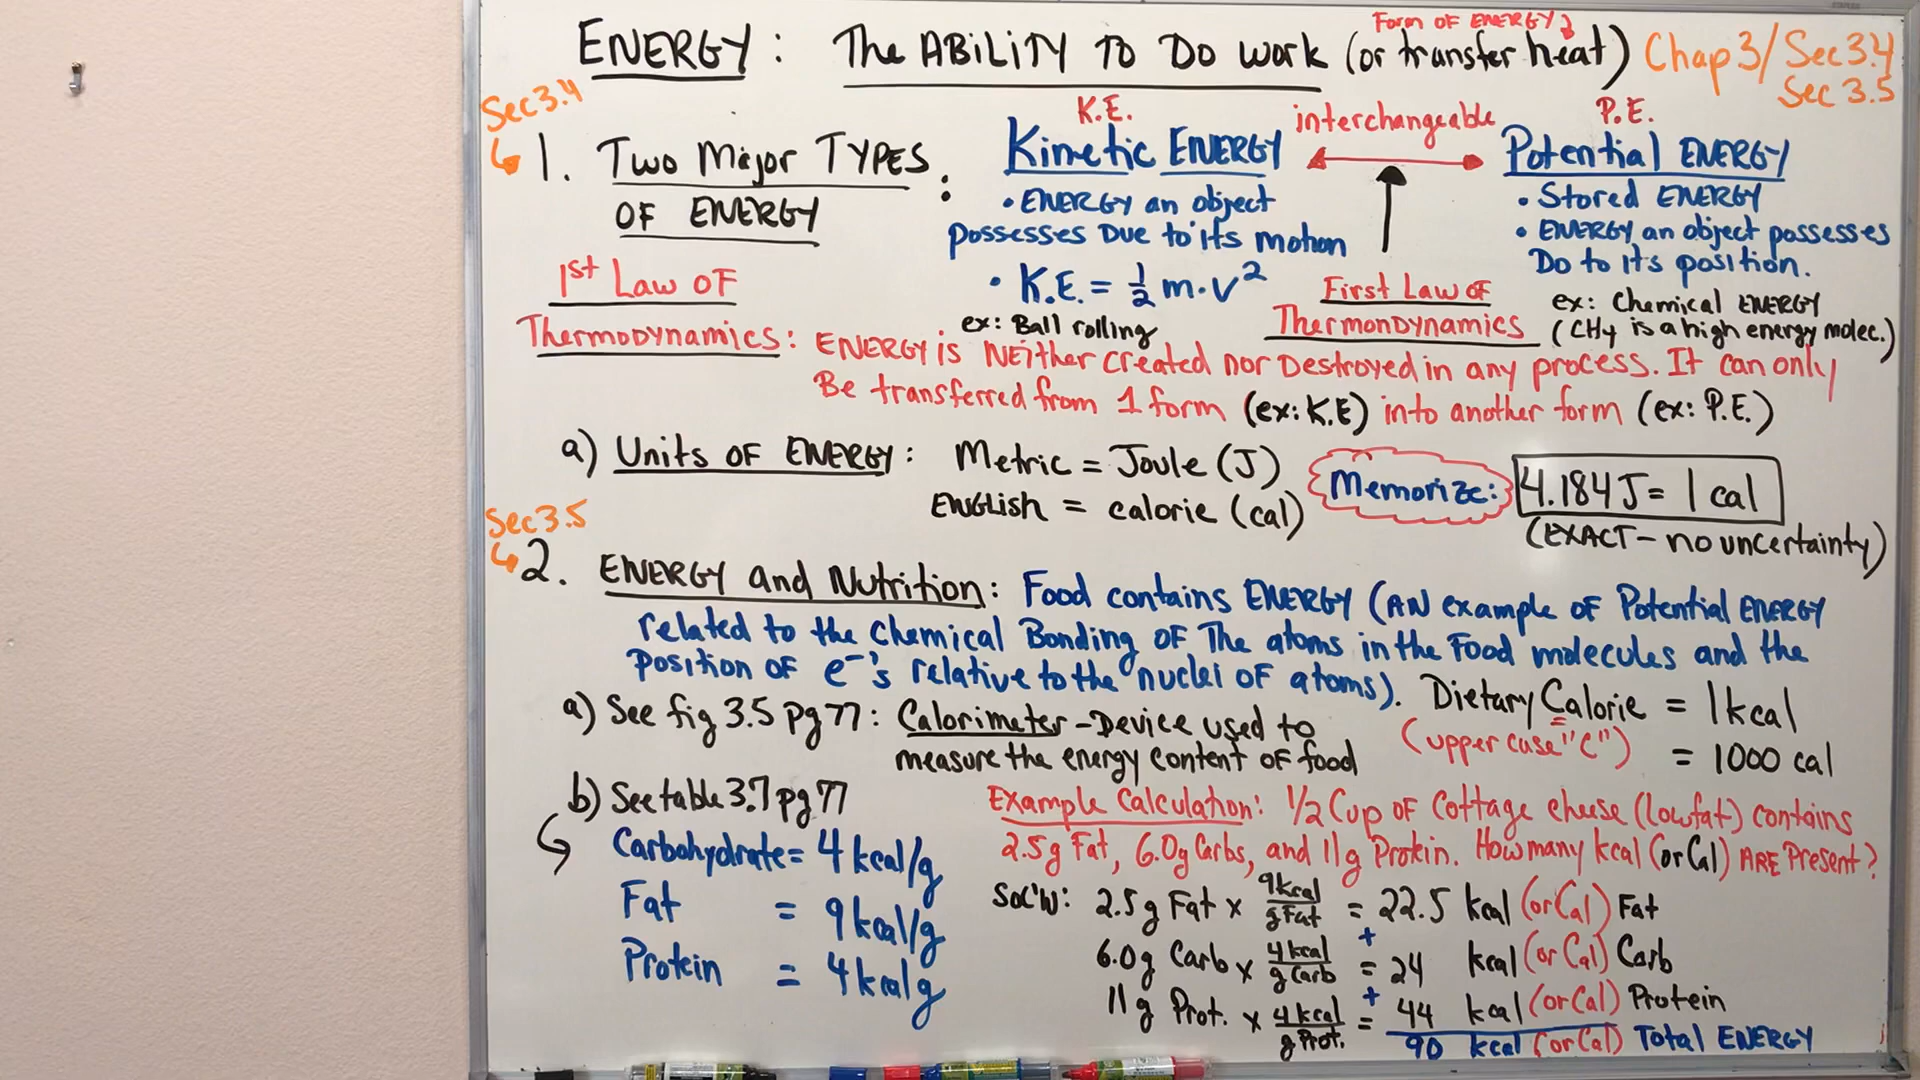 Form OF ENERGY
ENERGY: The ABiLiTY TO DO work (or transfer heat) Chap 3/Sec 3.4
Sec 3.5
Sec 3.4
1. Two Major TYPES OF ENERGY:
K.E.
Kinetic ENERGY
• ENERGY an object
possesses Due to its motion
• K.E. = ½ m·v²
ex: Ball rolling
interchangeable
First Law of
Thermondynamics
P.E.
Potential ENERGY
• Stored ENERGY
• ENERGY an object possesses
Do to its position.
ex: Chemical ENERGY
(CH4 is a high energy molec.)
1st Law OF
Thermodynamics: ENERGY is Neither created nor Destroyed in any process. It can only
Be transferred from 1 form (ex: K.E) into another form (ex: P.E.)
a) Units OF ENERGY: Metric = Joule (J)
ENGLish = calorie (cal)
Memorize: 4.184 J = 1 cal
(EXACT - no uncertainty)
Sec 3.5
2. ENERGY and Nutrition: Food contains ENERGY (AN example OF Potential ENERGY
related to the chemical Bonding OF The atoms in the Food molecules and the
position OF e⁻'s relative to the nuclei OF atoms).
a) See fig 3.5 pg 77: Calorimeter - Device used to
measure the energy content of food
Dietary Calorie = 1 kcal
(upper case "C") = 1000 cal
b) See table 3.7 pg 77
Carbohydrate = 4 kcal/g
Fat = 9 kcal/g
Protein = 4 kcal g
Example Calculation: 1/2 Cup OF Cottage cheese (lowfat) contains
2.5g Fat, 6.0g Carbs, and 11g Protein. How many kcal (or Cal) ARE Present?
Sol'n: 2.5 g Fat x 9 kcal/g Fat = 22.5 kcal (or Cal) Fat
+
6.0g Carb x 4 kcal/g Carb = 24 kcal (or Cal) Carb
+
11 g Prot. x 4 kcal/g Prot. = 44 kcal (or Cal) Protein
90 kcal (or Cal) Total ENERGY